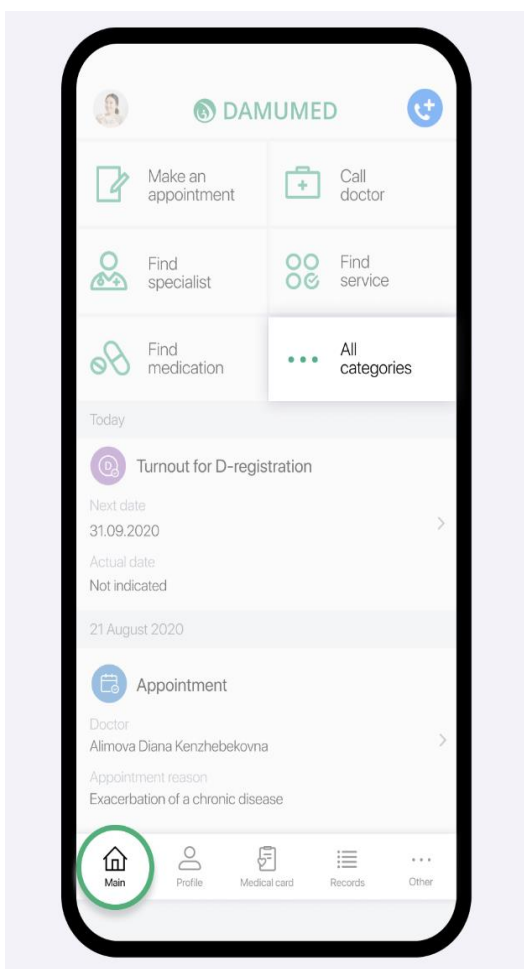 DAMUMED
Make an
appointment
Call
doctor
Find
specialist
Find
service
Find
medication
All
categories
Today
Turnout for D-registration
Next date
31.09.2020
Actual date
Not indicated
21 August 2020
Appointment
Doctor
Alimova Diana Kenzhebekovna
Appointment reason
Exacerbation of a chronic disease
Main
Profile
Medical card
Records
Other